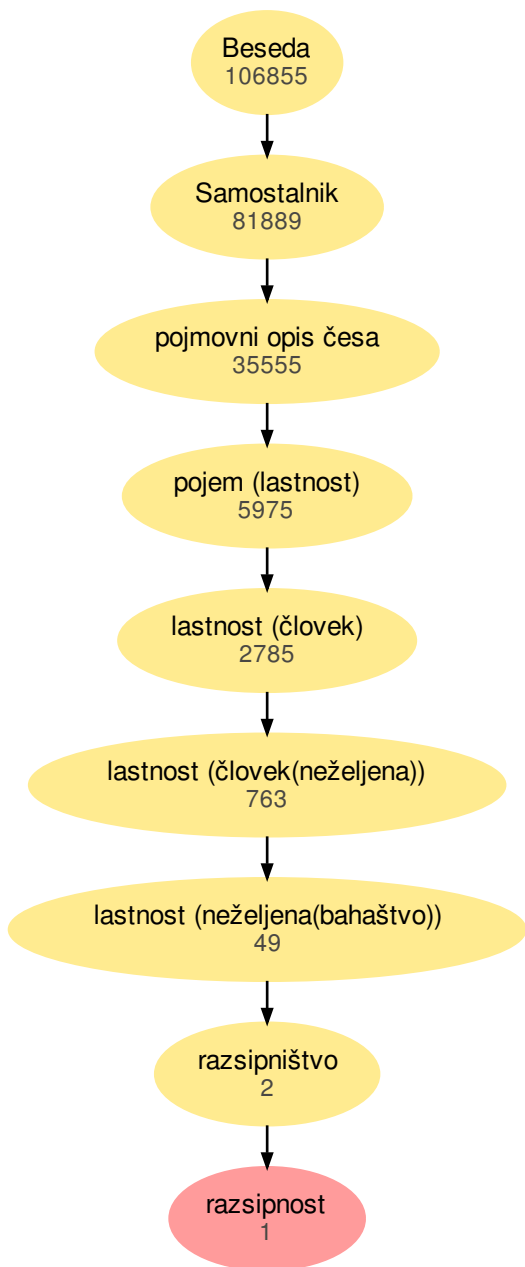 Beseda
106855
Samostalnik
81889
pojmovni opis česa
35555
pojem (lastnost)
5975
lastnost (človek)
2785
lastnost (človek(neželjena))
763
lastnost (neželjena(bahaštvo))
49
razsipništvo
2
razsipnost
1